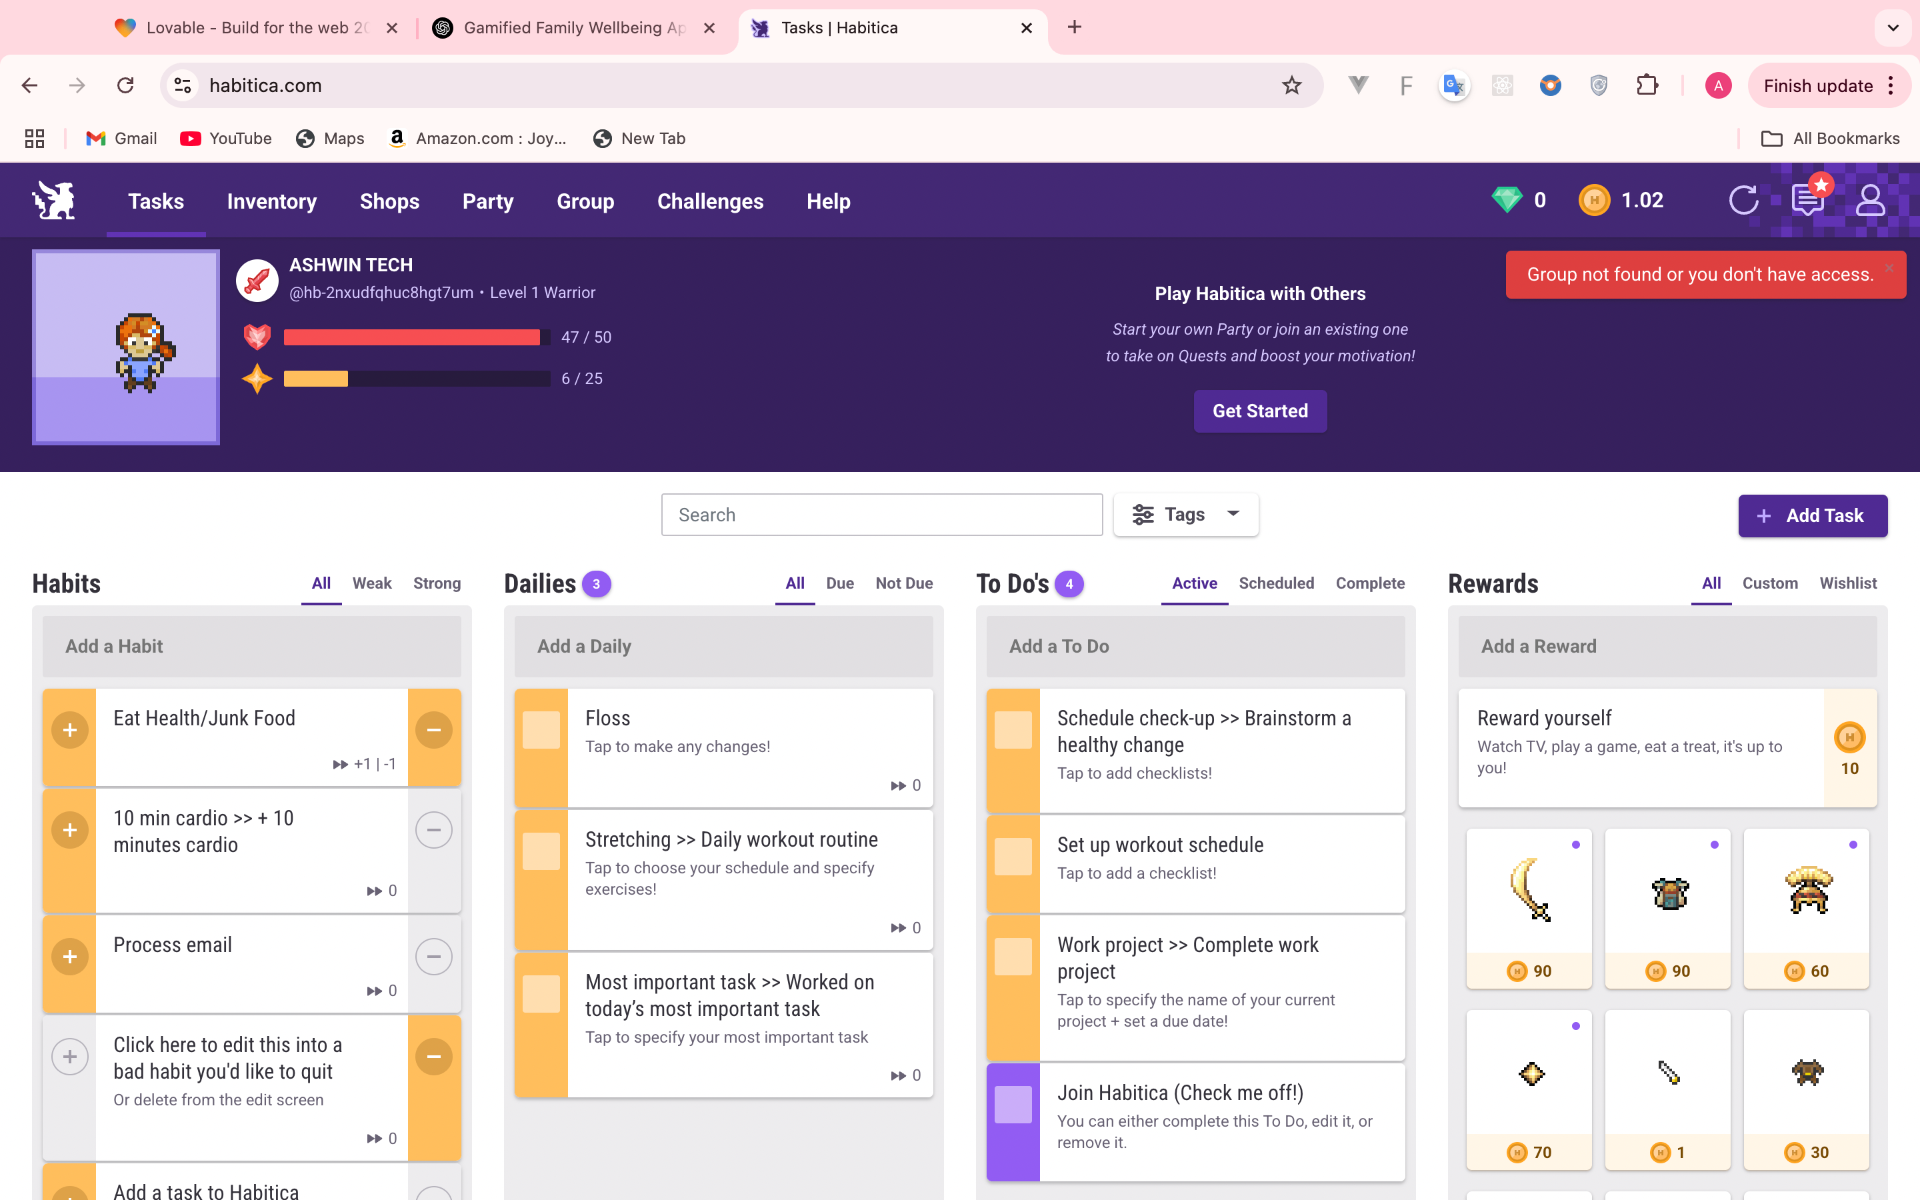 Lovable - Build for the web 20
Gamified Family Wellbeing Ap
Tasks | Habitica
habitica.com
A
Finish update
Gmail
YouTube
Maps
Amazon.com : Joy...
New Tab
All Bookmarks
Tasks
Inventory
Shops
Party
Group
Challenges
Help
0
1.02
ASHWIN TECH
@hb-2nxudfqhuc8hgt7um • Level 1 Warrior
47 / 50
6 / 25
Play Habitica with Others
Start your own Party or join an existing one
to take on Quests and boost your motivation!
Get Started
Group not found or you don't have access.
Search
Tags
+ Add Task
Habits
All
Weak
Strong
Add a Habit
Eat Health/Junk Food
+1 | -1
10 min cardio >> + 10
minutes cardio
0
Process email
0
Click here to edit this into a
bad habit you'd like to quit
Or delete from the edit screen
0
Add a task to Habitica
Dailies
3
All
Due
Not Due
Add a Daily
Floss
Tap to make any changes!
0
Stretching >> Daily workout routine
Tap to choose your schedule and specify
exercises!
0
Most important task >> Worked on
today’s most important task
Tap to specify your most important task
0
To Do's
4
Active
Scheduled
Complete
Add a To Do
Schedule check-up >> Brainstorm a
healthy change
Tap to add checklists!
Set up workout schedule
Tap to add a checklist!
Work project >> Complete work
project
Tap to specify the name of your current
project + set a due date!
Join Habitica (Check me off!)
You can either complete this To Do, edit it, or
remove it.
Rewards
All
Custom
Wishlist
Add a Reward
Reward yourself
Watch TV, play a game, eat a treat, it's up to
you!
10
90
90
60
70
1
30